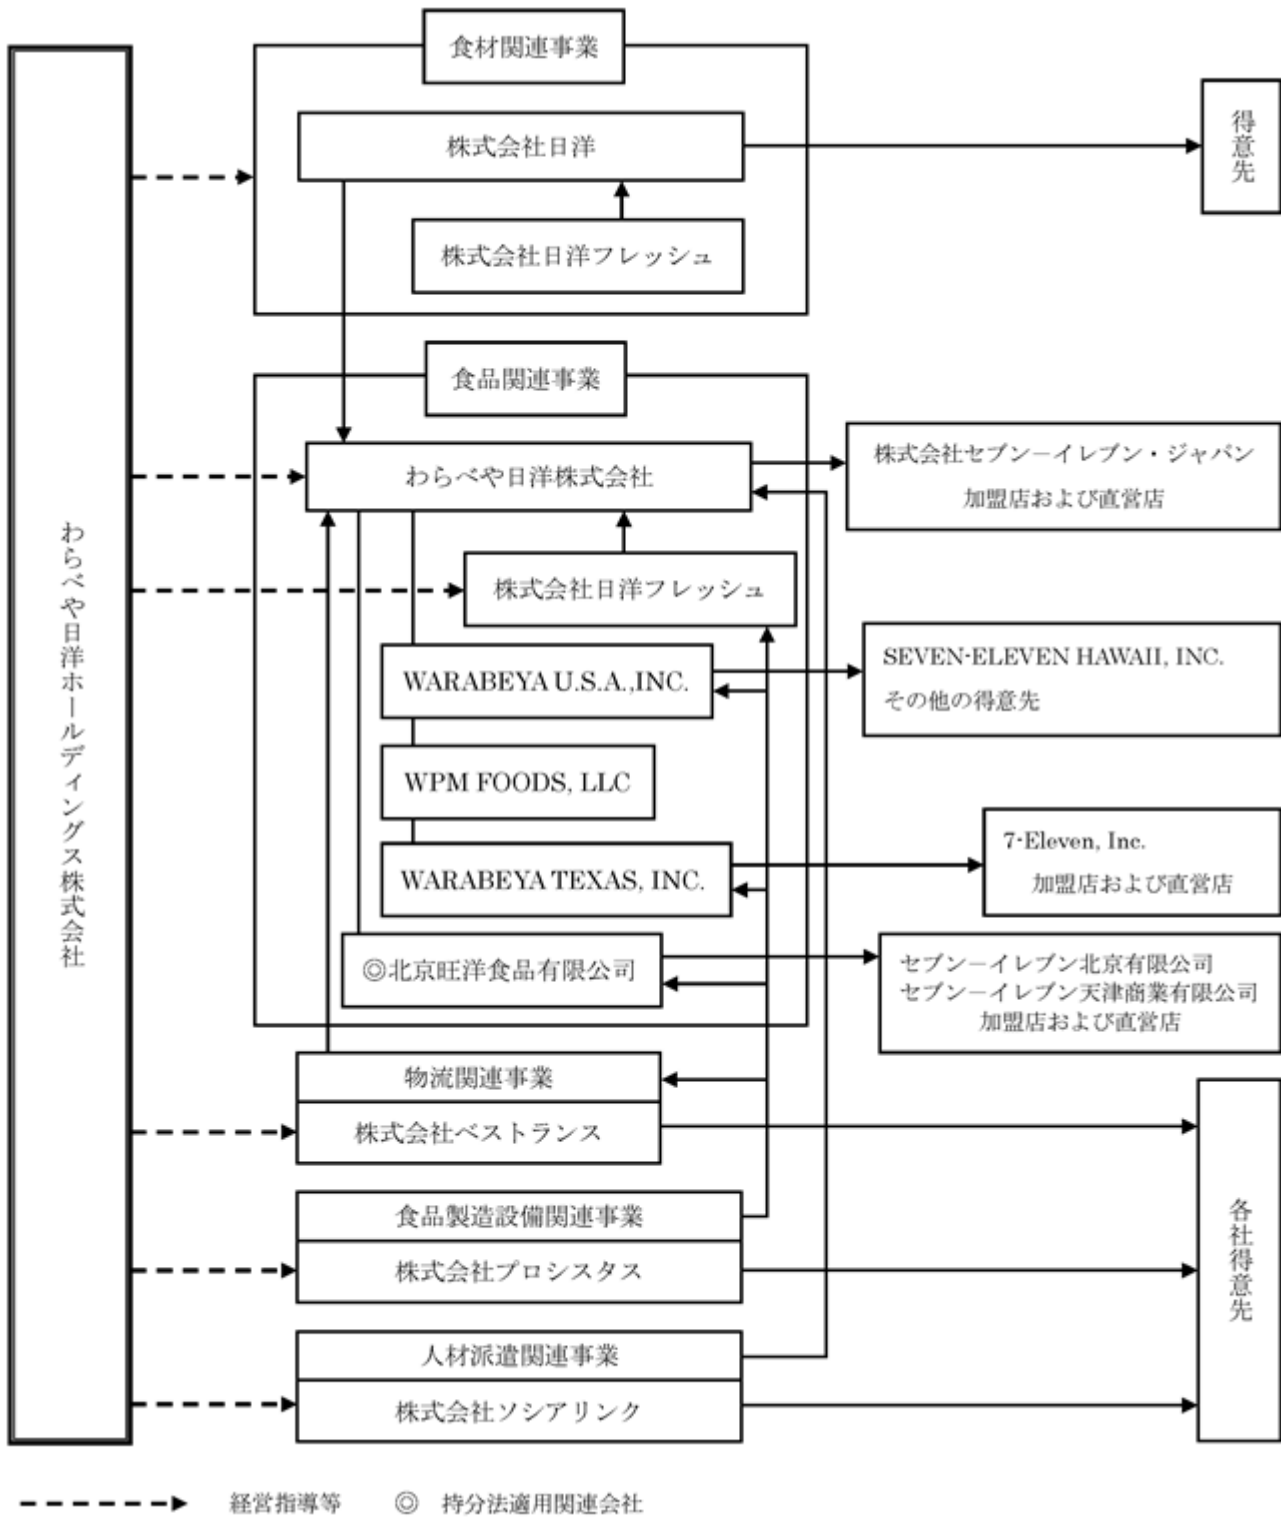 わらべや日洋ホールディングス株式会社
食材関連事業
株式会社日洋
株式会社日洋フレッシュ
得意先
食品関連事業
わらべや日洋株式会社
株式会社セブン－イレブン・ジャパン
加盟店および直営店
株式会社日洋フレッシュ
WARABEYA U.S.A.,INC.
SEVEN-ELEVEN HAWAII, INC.
その他の得意先
WPM FOODS, LLC
WARABEYA TEXAS, INC.
7-Eleven, Inc.
加盟店および直営店
◎北京旺洋食品有限公司
セブン－イレブン北京有限公司
セブン－イレブン天津商業有限公司
加盟店および直営店
物流関連事業
株式会社ベストランス
食品製造設備関連事業
株式会社プロシスタス
人材派遣関連事業
株式会社ソシアリンク
各社得意先
経営指導等 ◎ 持分法適用関連会社